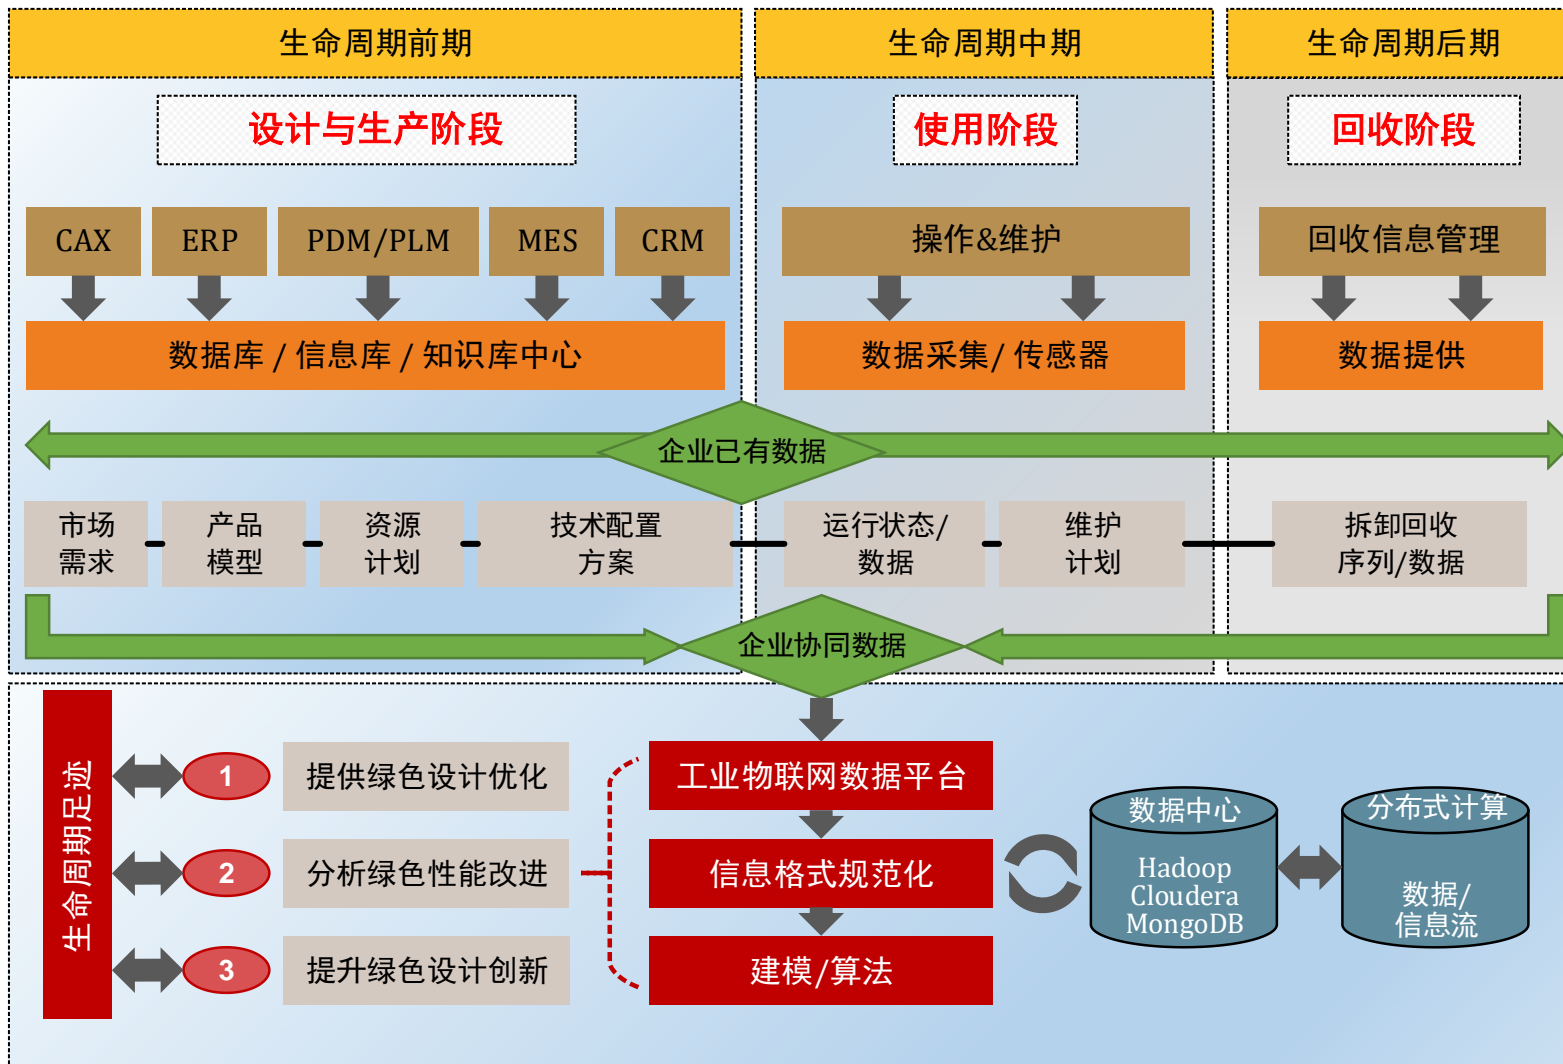 生命周期前期
生命周期中期
生命周期后期
设计与生产阶段
使用阶段
回收阶段
CAX
ERP
PDM/PLM
MES
CRM
操作&维护
回收信息管理
数据库 / 信息库 / 知识库中心
数据采集/ 传感器
数据提供
企业已有数据
市场
需求
产品
模型
资源
计划
技术配置
方案
运行状态/
数据
维护
计划
拆卸回收
序列/数据
企业协同数据
生命周期足迹
1
提供绿色设计优化
2
分析绿色性能改进
3
提升绿色设计创新
工业物联网数据平台
信息格式规范化
建模/算法
数据中心
Hadoop
Cloudera
MongoDB
分布式计算
数据/
信息流